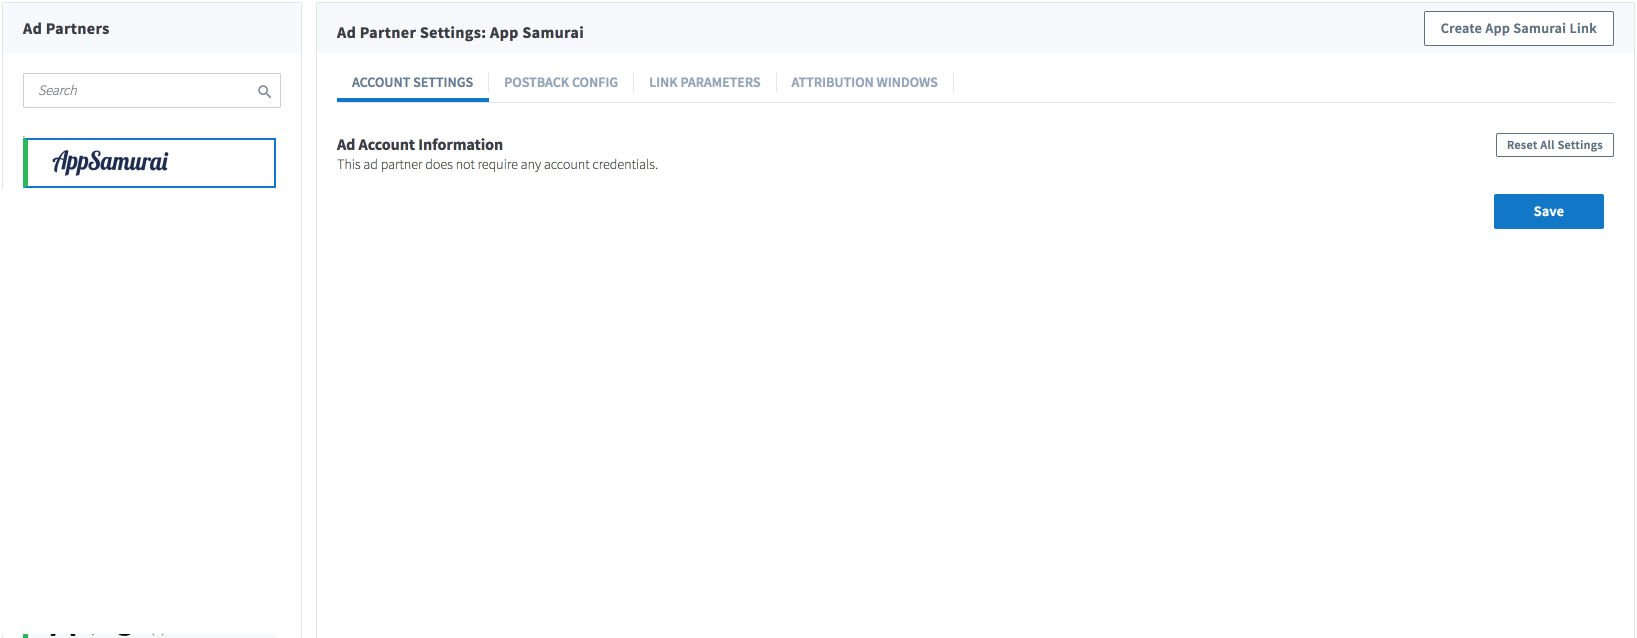 Ad Partners
Search
AppSamurai
Ad Partner Settings: App Samurai
Create App Samurai Link
ACCOUNT SETTINGS
POSTBACK CONFIG
LINK PARAMETERS
ATTRIBUTION WINDOWS
Ad Account Information
This ad partner does not require any account credentials.
Reset All Settings
Save